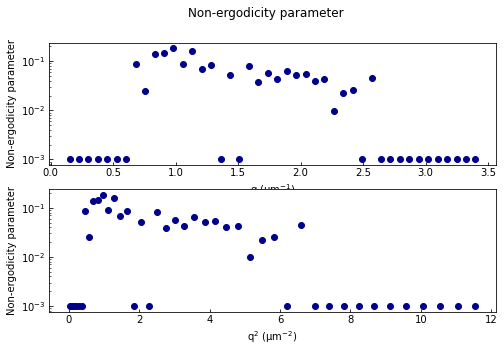 Non-ergodicity parameter
Non-ergodicity parameter
10⁻¹
10⁻²
10⁻³
0.0 0.5 1.0 1.5 2.0 2.5 3.0 3.5
q (μm⁻¹)
Non-ergodicity parameter
10⁻¹
10⁻²
10⁻³
0 2 4 6 8 10 12
q² (μm⁻²)